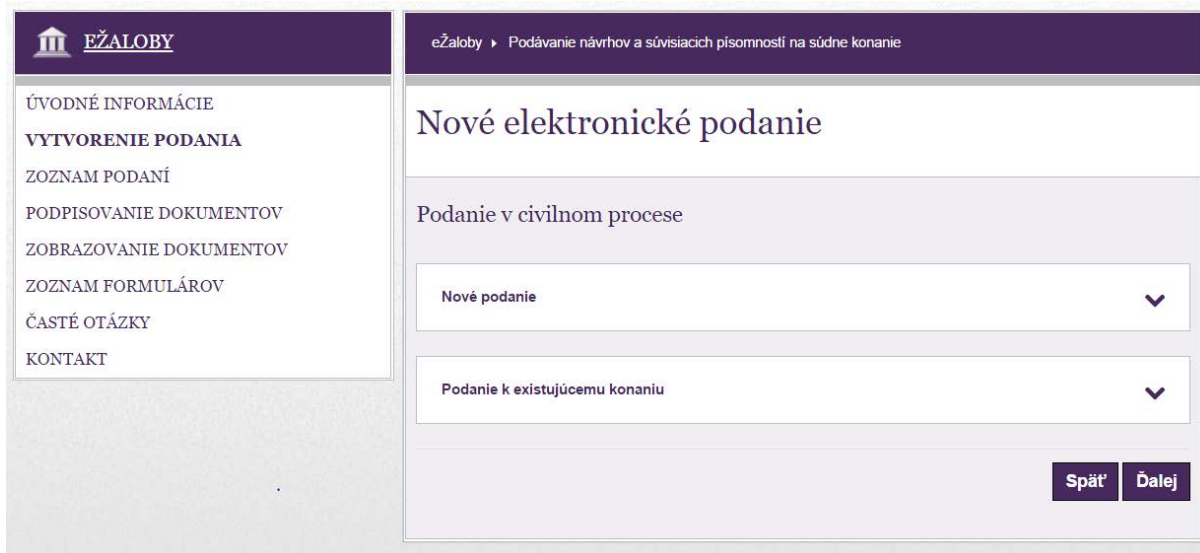 EŽALOBY
ÚVODNÉ INFORMÁCIE
VYTVORENIE PODANIA
ZOZNAM PODANÍ
PODPISOVANIE DOKUMENTOV
ZOBRAZOVANIE DOKUMENTOV
ZOZNAM FORMULÁROV
ČASTÉ OTÁZKY
KONTAKT
eŽaloby ▸ Podávanie návrhov a súvisiacich písomností na súdne konanie
Nové elektronické podanie
Podanie v civilnom procese
Nové podanie
Podanie k existujúcemu konaniu
Späť Ďalej